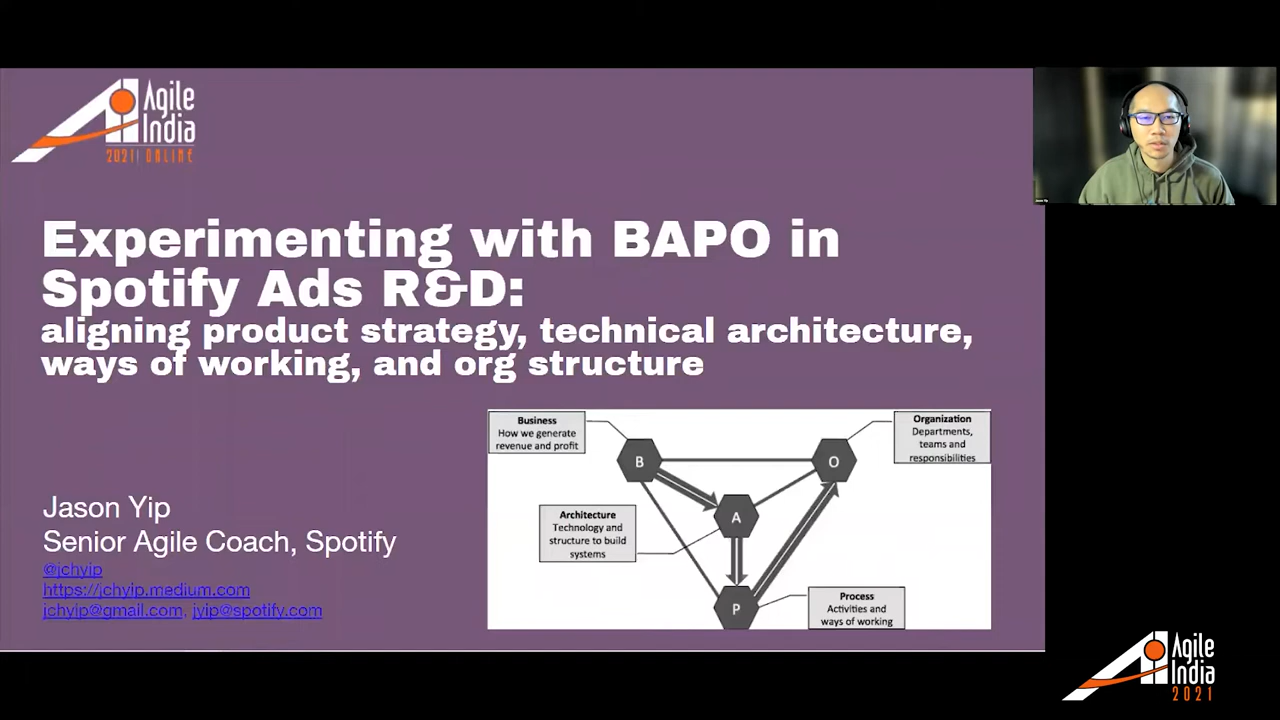 Agile
India
2021 ONLINE
Experimenting with BAPO in
Spotify Ads R&D:
aligning product strategy, technical architecture,
ways of working, and org structure
Jason Yip
Senior Agile Coach, Spotify
@jchyip
https://jchyip.medium.com
jchyip@gmail.com, jyip@spotify.com
Business
How we generate
revenue and profit
Organization
Departments,
teams and
responsibilities
B
O
Architecture
Technology and
structure to build
systems
A
P
Process
Activities and
ways of working
Jason Yip
Agile
India
2021